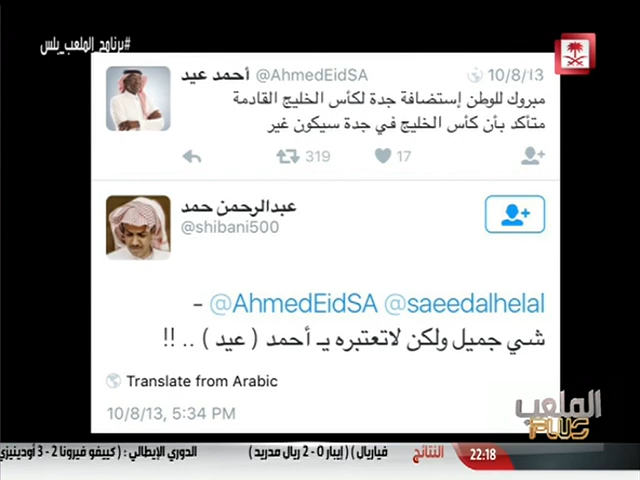 #برنامج_الملعب_بلس
أحمد عيد @AhmedEidSA
10/8/13
مبروك للوطن إستضافة جدة لكأس الخليج القادمة
متأكد بأن كأس الخليج في جدة سيكون غير
319
17
عبدالرحمن حمد
@shibani500
@AhmedEidSA @saeedalhelal -
شي جميل ولكن لاتعتبره يـ أحمد ( عيد ) .. !!
Translate from Arabic
10/8/13, 5:34 PM
الملعب
PLUS
22:18
النتائج
فياريال ) ( إيبار 0 - 2 ريال مدريد )
الدوري الإيطالي : ( كييفو فيرونا 2 - 3 أودينيزي